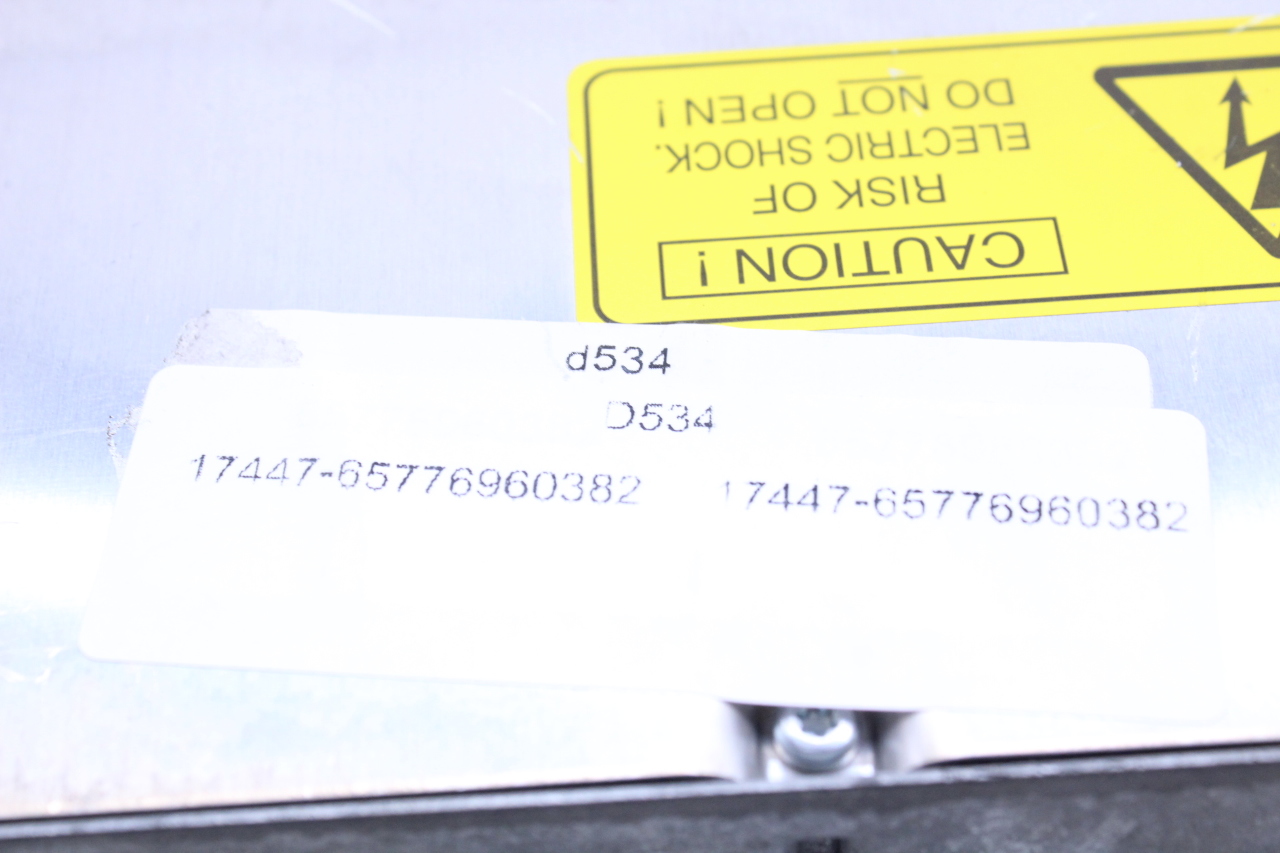 CAUTION !
RISK OF
ELECTRIC SHOCK.
DO NOT OPEN !
d534
D534
17447-65776960382 17447-65776960382